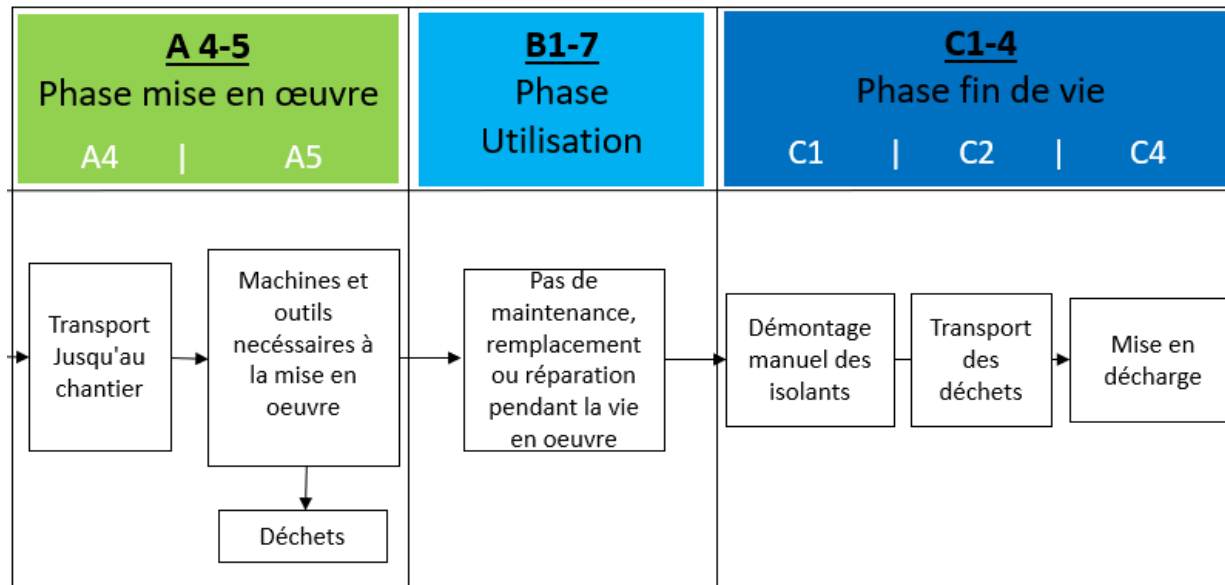 A 4-5
Phase mise en œuvre
A4 | A5
B1-7
Phase
Utilisation
C1-4
Phase fin de vie
C1 | C2 | C4
Transport
Jusqu'au
chantier
Machines et
outils
necéssaires à
la mise en
oeuvre
Déchets
Pas de
maintenance,
remplacement
ou réparation
pendant la vie
en oeuvre
Démontage
manuel des
isolants
Transport
des
déchets
Mise en
décharge